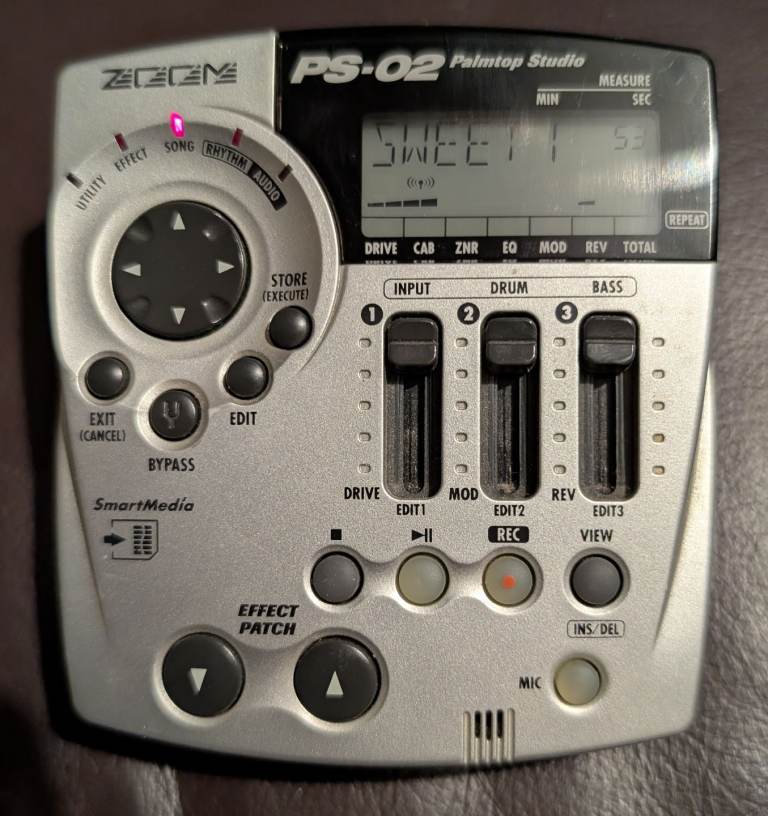 ZOOM
PS-02 Palmtop Studio
MEASURE
MIN SEC
SWEET 1 53
REPEAT
DRIVE CAB ZNR EQ MOD REV TOTAL
UTILITY EFFECT SONG RHYTHM AUDIO
STORE
(EXECUTE)
INPUT DRUM BASS
1 2 3
EXIT
(CANCEL)
EDIT
BYPASS
DRIVE MOD REV
EDIT1 EDIT2 EDIT3
SmartMedia
REC VIEW
EFFECT
PATCH
INS/DEL
MIC